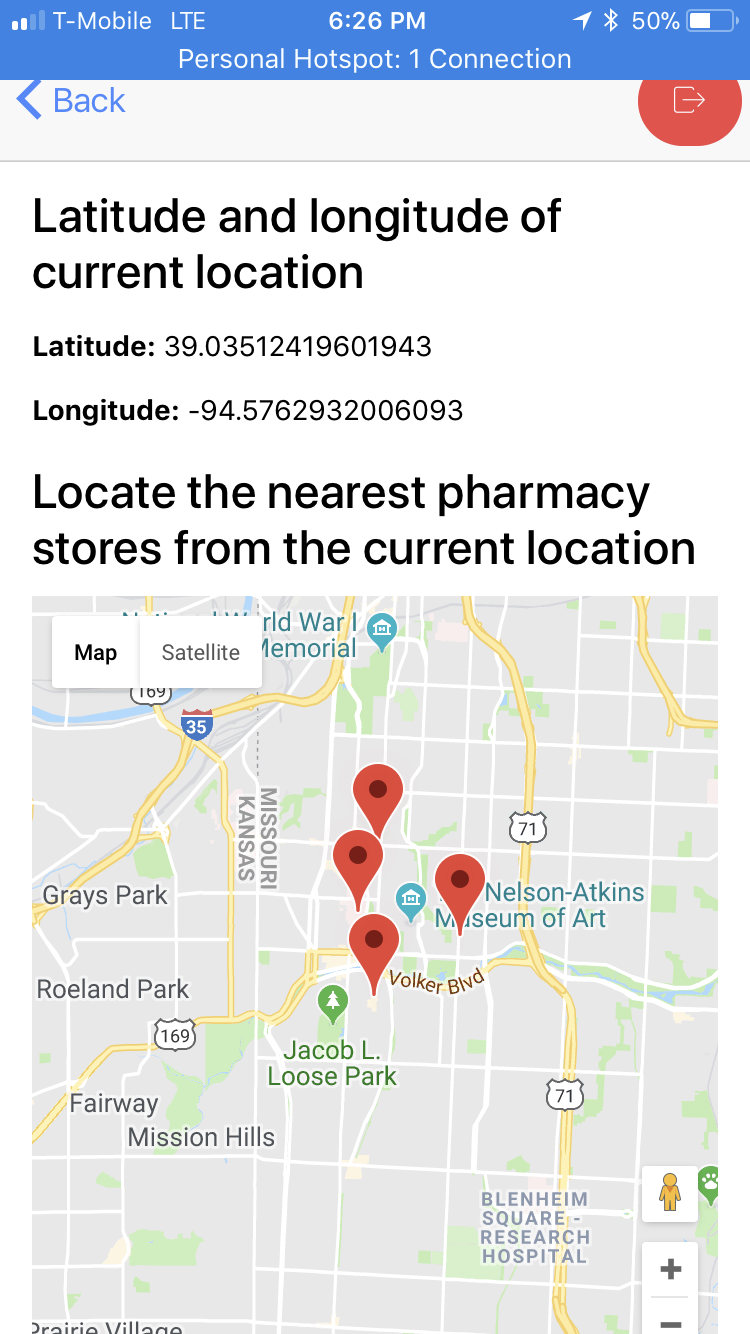 T-Mobile LTE 6:26 PM 50%
Personal Hotspot: 1 Connection
Back
Latitude and longitude of
current location
Latitude: 39.03512419601943
Longitude: -94.5762932006093
Locate the nearest pharmacy
stores from the current location
Map Satellite
rld War I
Memorial
169
35
MISSOURI
KANSAS
71
Grays Park
Nelson-Atkins
Museum of Art
Roeland Park
Volker Blvd
169
Jacob L.
Loose Park
71
Fairway
Mission Hills
BLENHEIM
SQUARE -
RESEARCH
HOSPITAL
+
−
Prairie Village